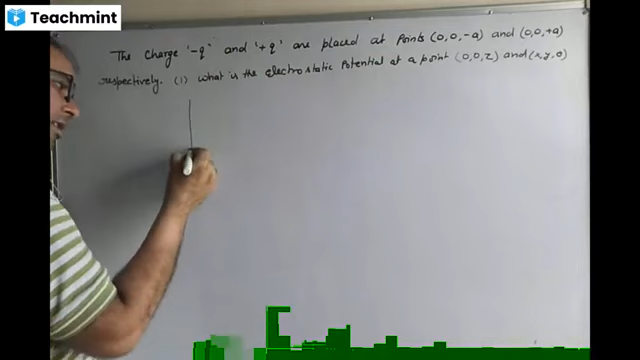 Teachmint
The Charge '-q' and '+q' are placed at Points (0,0,-a) and (0,0,+a)
respectively. (1) what is the electrostatic Potential at a point (0,0,z) and (x,y,0)